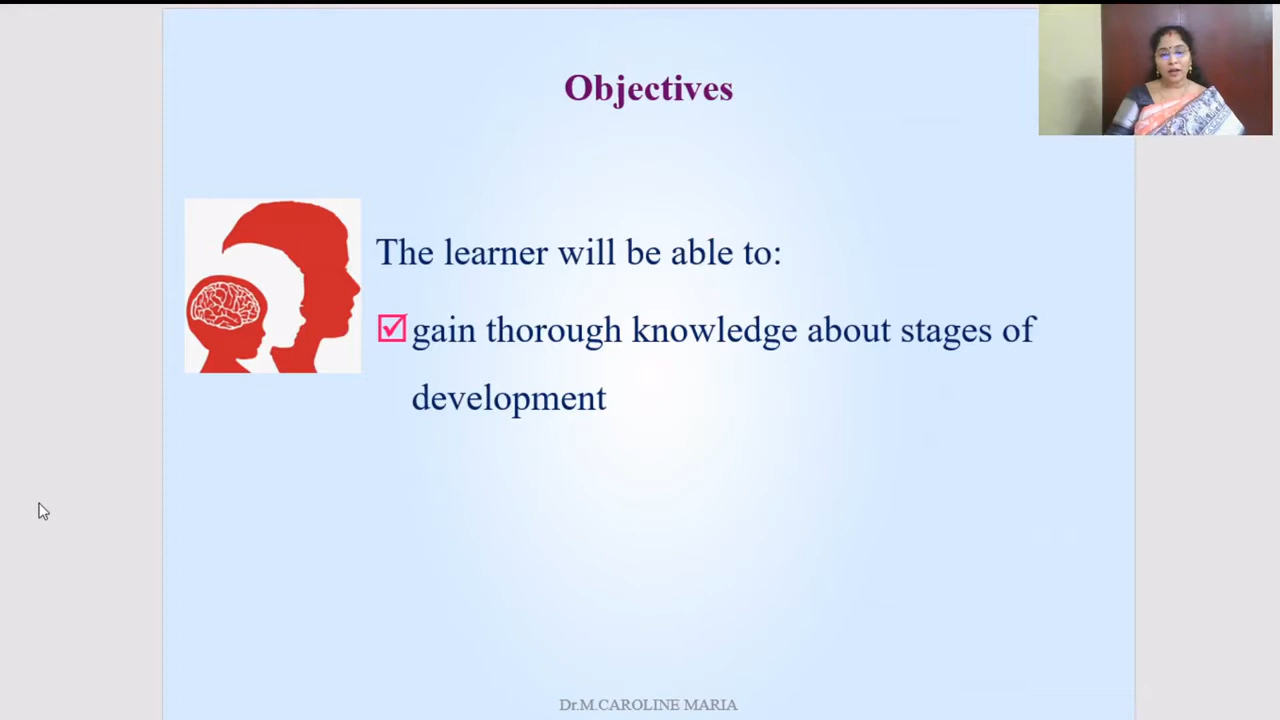 Objectives
The learner will be able to:
gain thorough knowledge about stages of
development
Dr.M.CAROLINE MARIA